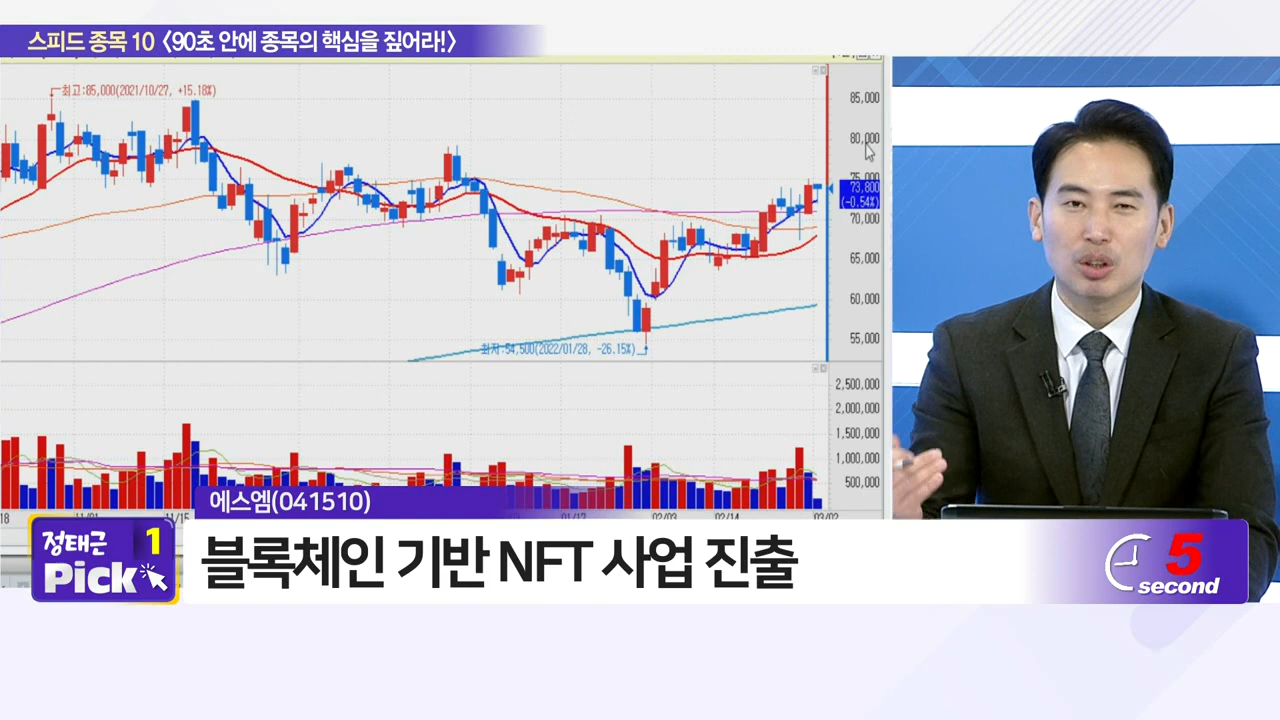 스피드 종목 10 <90초 안에 종목의 핵심을 짚어라!>
최고:85,000(2021/10/27, +15.18%)
85,000
80,000
75,000
73,800
(-0.54%)
70,000
65,000
60,000
55,000
최저:54,500(2022/01/28, -26.15%)
2,500,000
2,000,000
1,500,000
1,000,000
500,000
18
11/01
11/15
01/12
02/03
02/14
03/02
에스엠(041510)
정태근 1
Pick
블록체인 기반 NFT 사업 진출
5
second